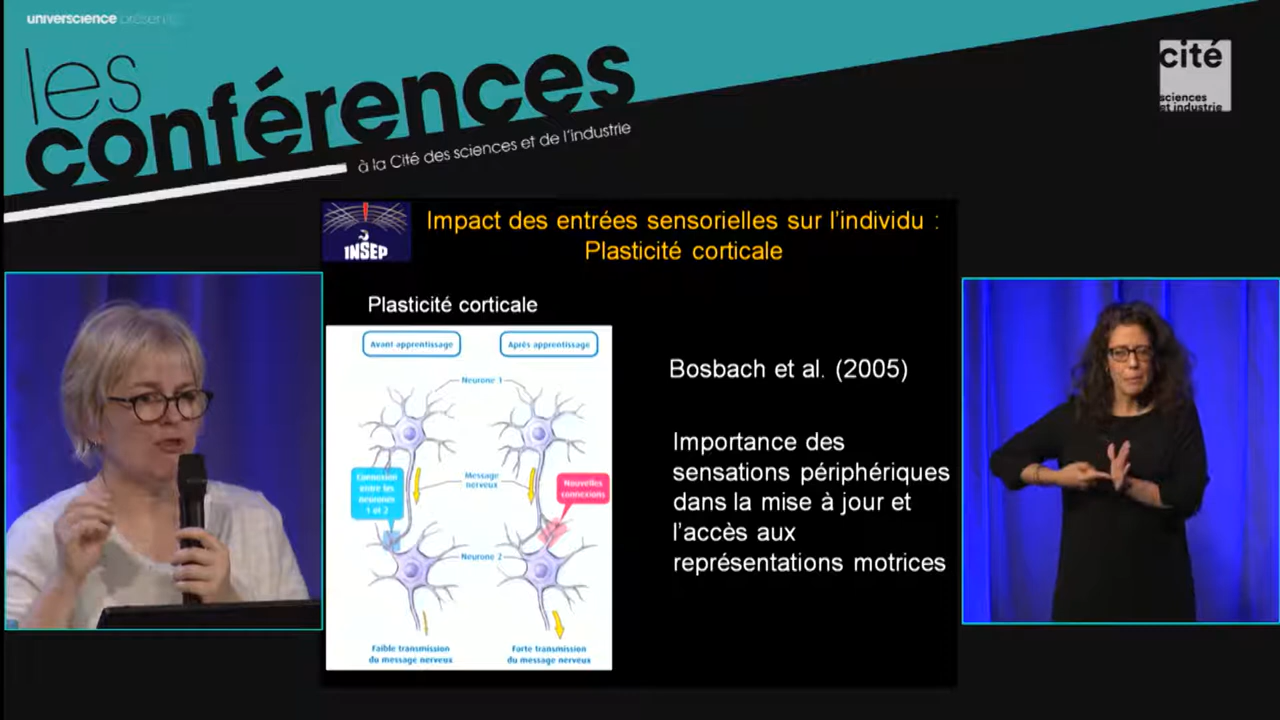 universcience présente
les
conférences
à la Cité des sciences et de l'industrie
cité
sciences
et industrie
INSEP
Impact des entrées sensorielles sur l'individu :
Plasticité corticale
Plasticité corticale
Avant apprentissage
Après apprentissage
Neurone 1
Connexion
entre les
neurones
1 et 2
Message
nerveux
Nouvelles
connexions
Neurone 2
Faible transmission
du message nerveux
Forte transmission
du message nerveux
Bosbach et al. (2005)
Importance des
sensations périphériques
dans la mise à jour et
l'accès aux
représentations motrices